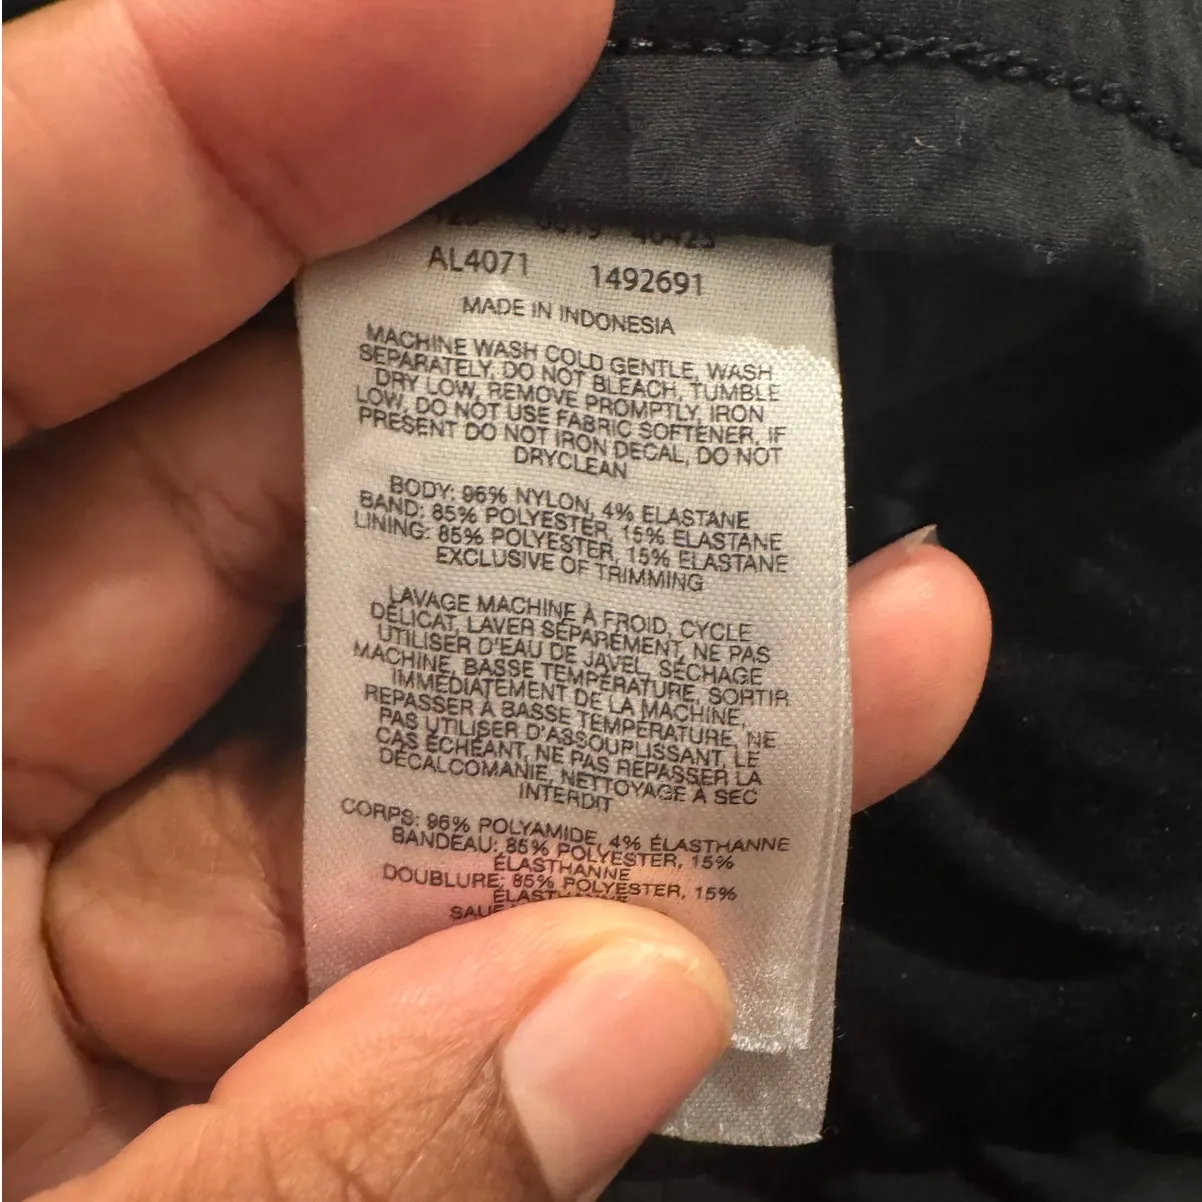 AL4071 1492691
MADE IN INDONESIA
MACHINE WASH COLD GENTLE, WASH
SEPARATELY, DO NOT BLEACH, TUMBLE
DRY LOW, REMOVE PROMPTLY, IRON
LOW, DO NOT USE FABRIC SOFTENER, IF
PRESENT DO NOT IRON DECAL, DO NOT
DRYCLEAN
BODY: 96% NYLON, 4% ELASTANE
BAND: 85% POLYESTER, 15% ELASTANE
LINING: 85% POLYESTER, 15% ELASTANE
EXCLUSIVE OF TRIMMING
LAVAGE MACHINE À FROID, CYCLE
DÉLICAT, LAVER SÉPARÉMENT, NE PAS
UTILISER D'EAU DE JAVEL, SÉCHAGE
MACHINE, BASSE TEMPÉRATURE, SORTIR
IMMÉDIATEMENT DE LA MACHINE,
REPASSER À BASSE TEMPÉRATURE, NE
PAS UTILISER D'ASSOUPLISSANT, LE
CAS ÉCHÉANT, NE PAS REPASSER LA
DÉCALCOMANIE, NETTOYAGE À SEC
INTERDIT
CORPS: 96% POLYAMIDE, 4% ÉLASTHANNE
BANDEAU: 85% POLYESTER, 15%
ÉLASTHANNE
DOUBLURE: 85% POLYESTER, 15%
ÉLASTHANNE